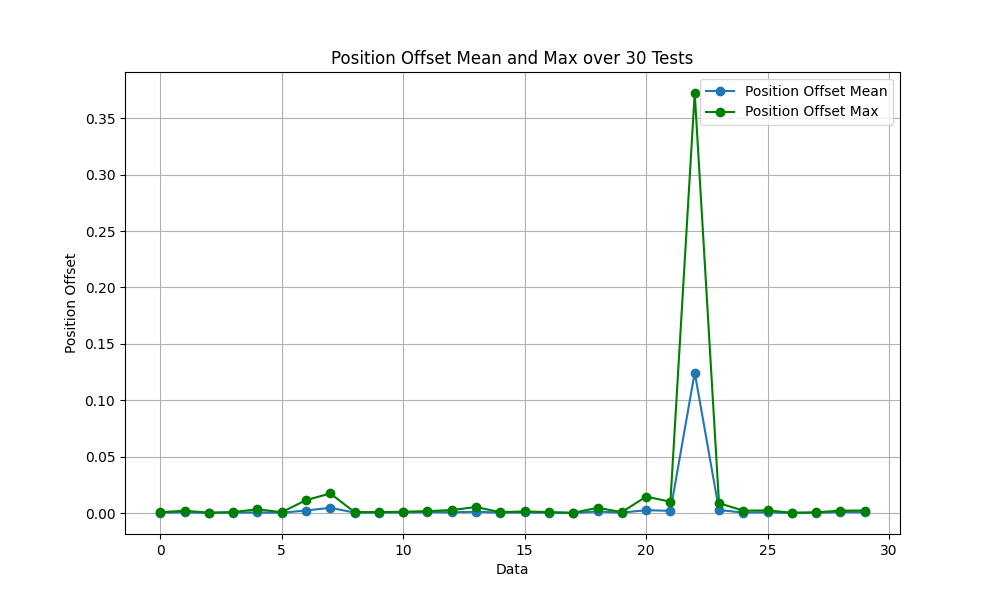 Position Offset Mean and Max over 30 Tests
Position Offset Mean
Position Offset Max
Position Offset
0.35
0.30
0.25
0.20
0.15
0.10
0.05
0.00
0 5 10 15 20 25 30
Data